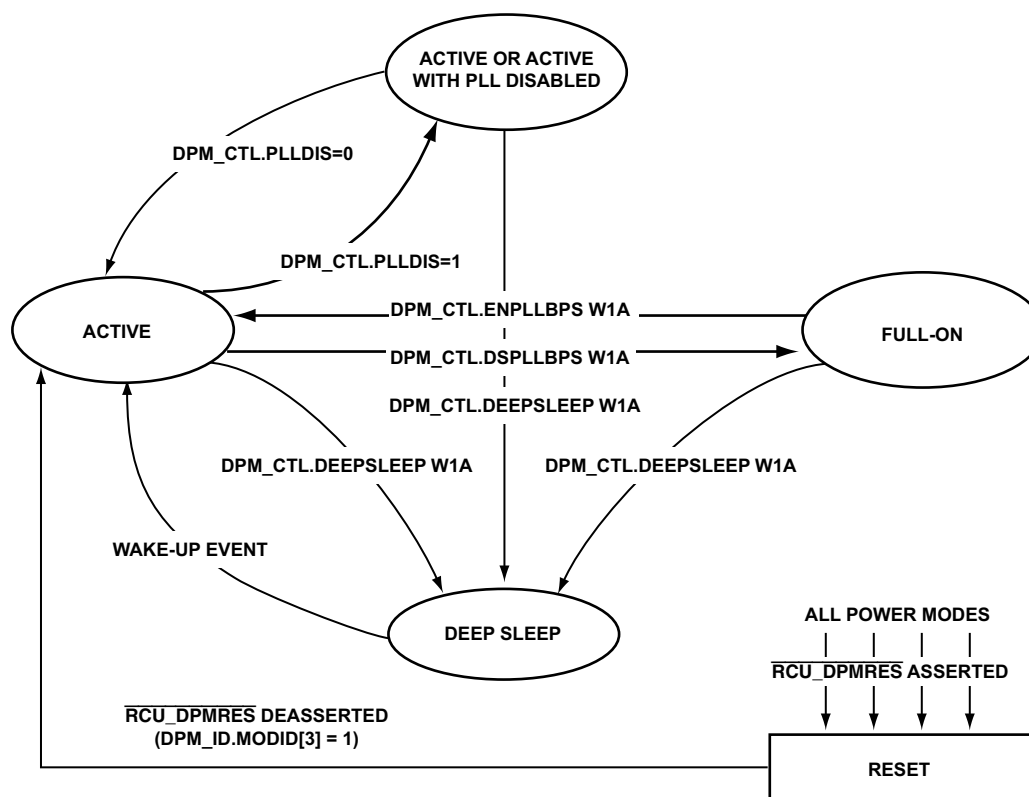 ACTIVE OR ACTIVE
WITH PLL DISABLED
DPM_CTL.PLLDIS=0
DPM_CTL.PLLDIS=1
ACTIVE
DPM_CTL.ENPLLBPS W1A
FULL-ON
DPM_CTL.DSPLLBPS W1A
DPM_CTL.DEEPSLEEP W1A
DPM_CTL.DEEPSLEEP W1A
DPM_CTL.DEEPSLEEP W1A
WAKE-UP EVENT
DEEP SLEEP
ALL POWER MODES
RCU_DPMRES ASSERTED
RCU_DPMRES DEASSERTED
(DPM_ID.MODID[3] = 1)
RESET